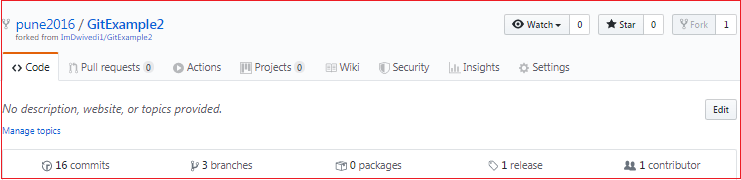 pune2016 / GitExample2
forked from ImDwivedi1/GitExample2
Watch 0 Star 0 Fork 1
Code Pull requests 0 Actions Projects 0 Wiki Security Insights Settings
No description, website, or topics provided. Edit
Manage topics
16 commits 3 branches 0 packages 1 release 1 contributor